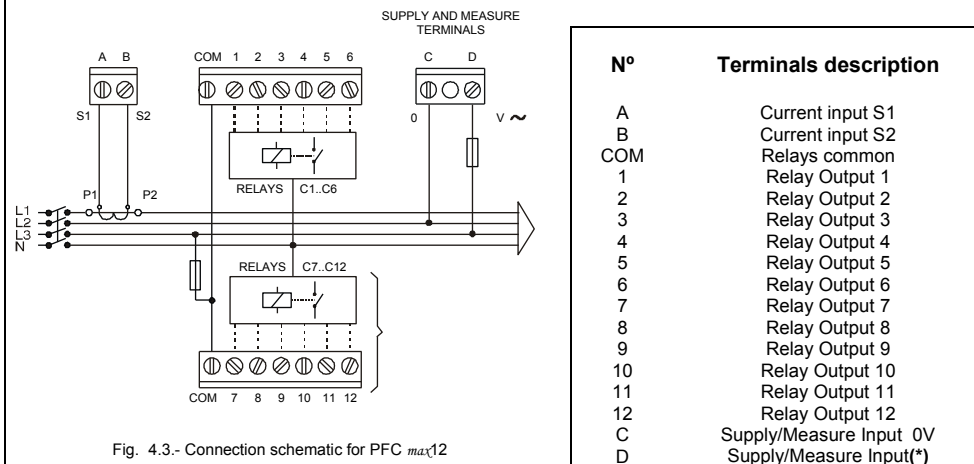 SUPPLY AND MEASURE
TERMINALS
A B
COM 1 2 3 4 5 6
C D
S1 S2
0 V ~
RELAYS C1..C6
P1 P2
L1
L2
L3
N
RELAYS C7..C12
COM 7 8 9 10 11 12
Fig. 4.3.- Connection schematic for PFC max12
Nº Terminals description
A Current input S1
B Current input S2
COM Relays common
1 Relay Output 1
2 Relay Output 2
3 Relay Output 3
4 Relay Output 4
5 Relay Output 5
6 Relay Output 6
7 Relay Output 7
8 Relay Output 8
9 Relay Output 9
10 Relay Output 10
11 Relay Output 11
12 Relay Output 12
C Supply/Measure Input 0V
D Supply/Measure Input(*)